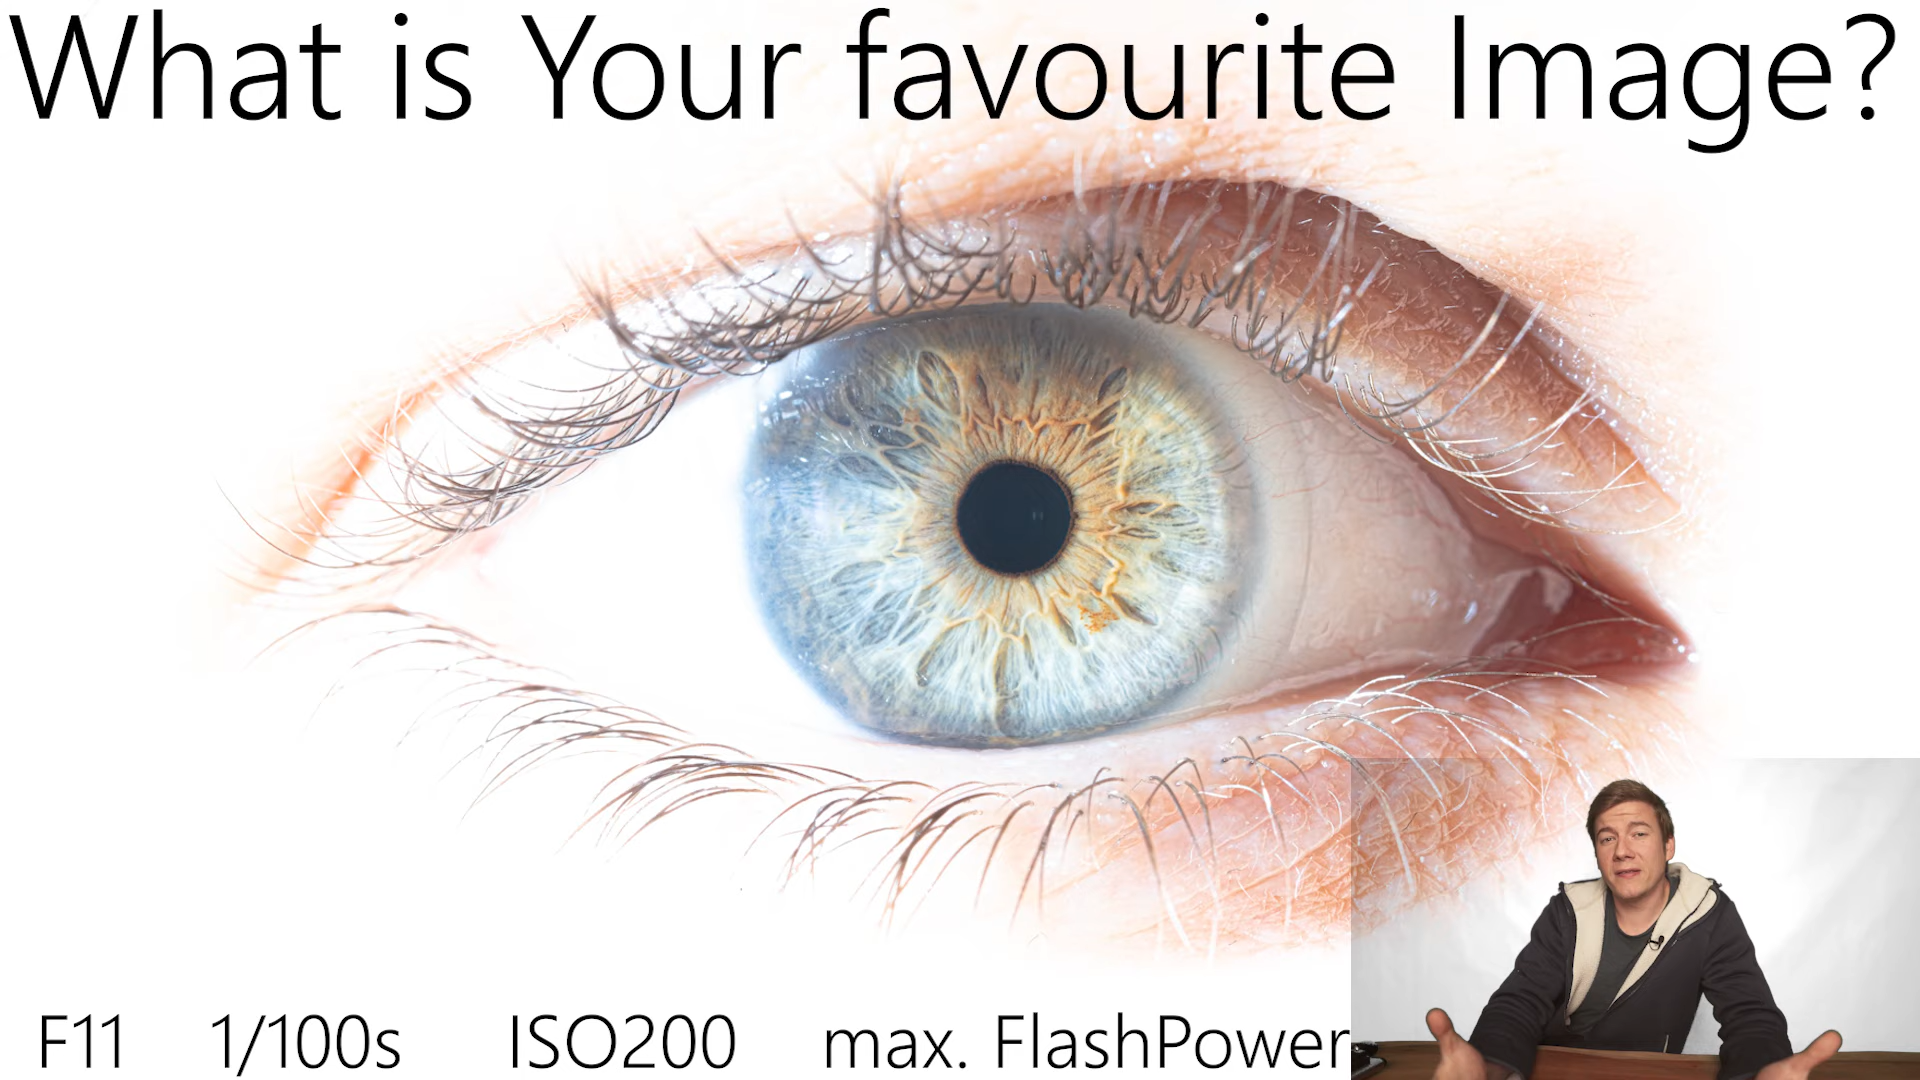 What is Your favourite Image?
F11 1/100s ISO200 max. FlashPower